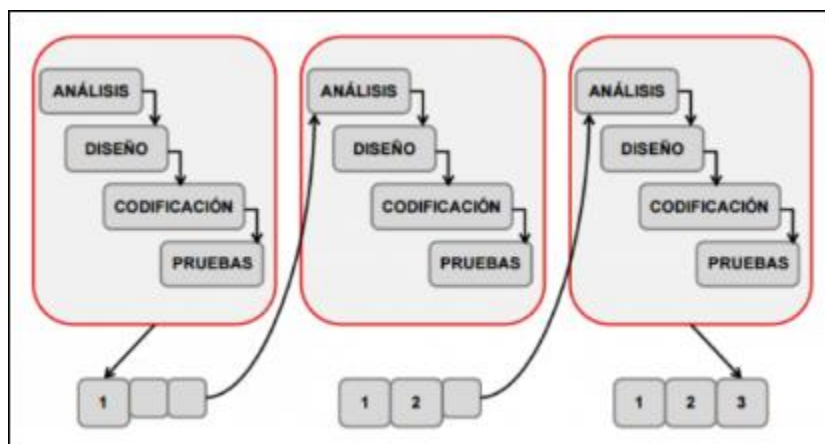 ANÁLISIS
DISEÑO
CODIFICACIÓN
PRUEBAS
1
ANÁLISIS
DISEÑO
CODIFICACIÓN
PRUEBAS
1 2
ANÁLISIS
DISEÑO
CODIFICACIÓN
PRUEBAS
1 2 3